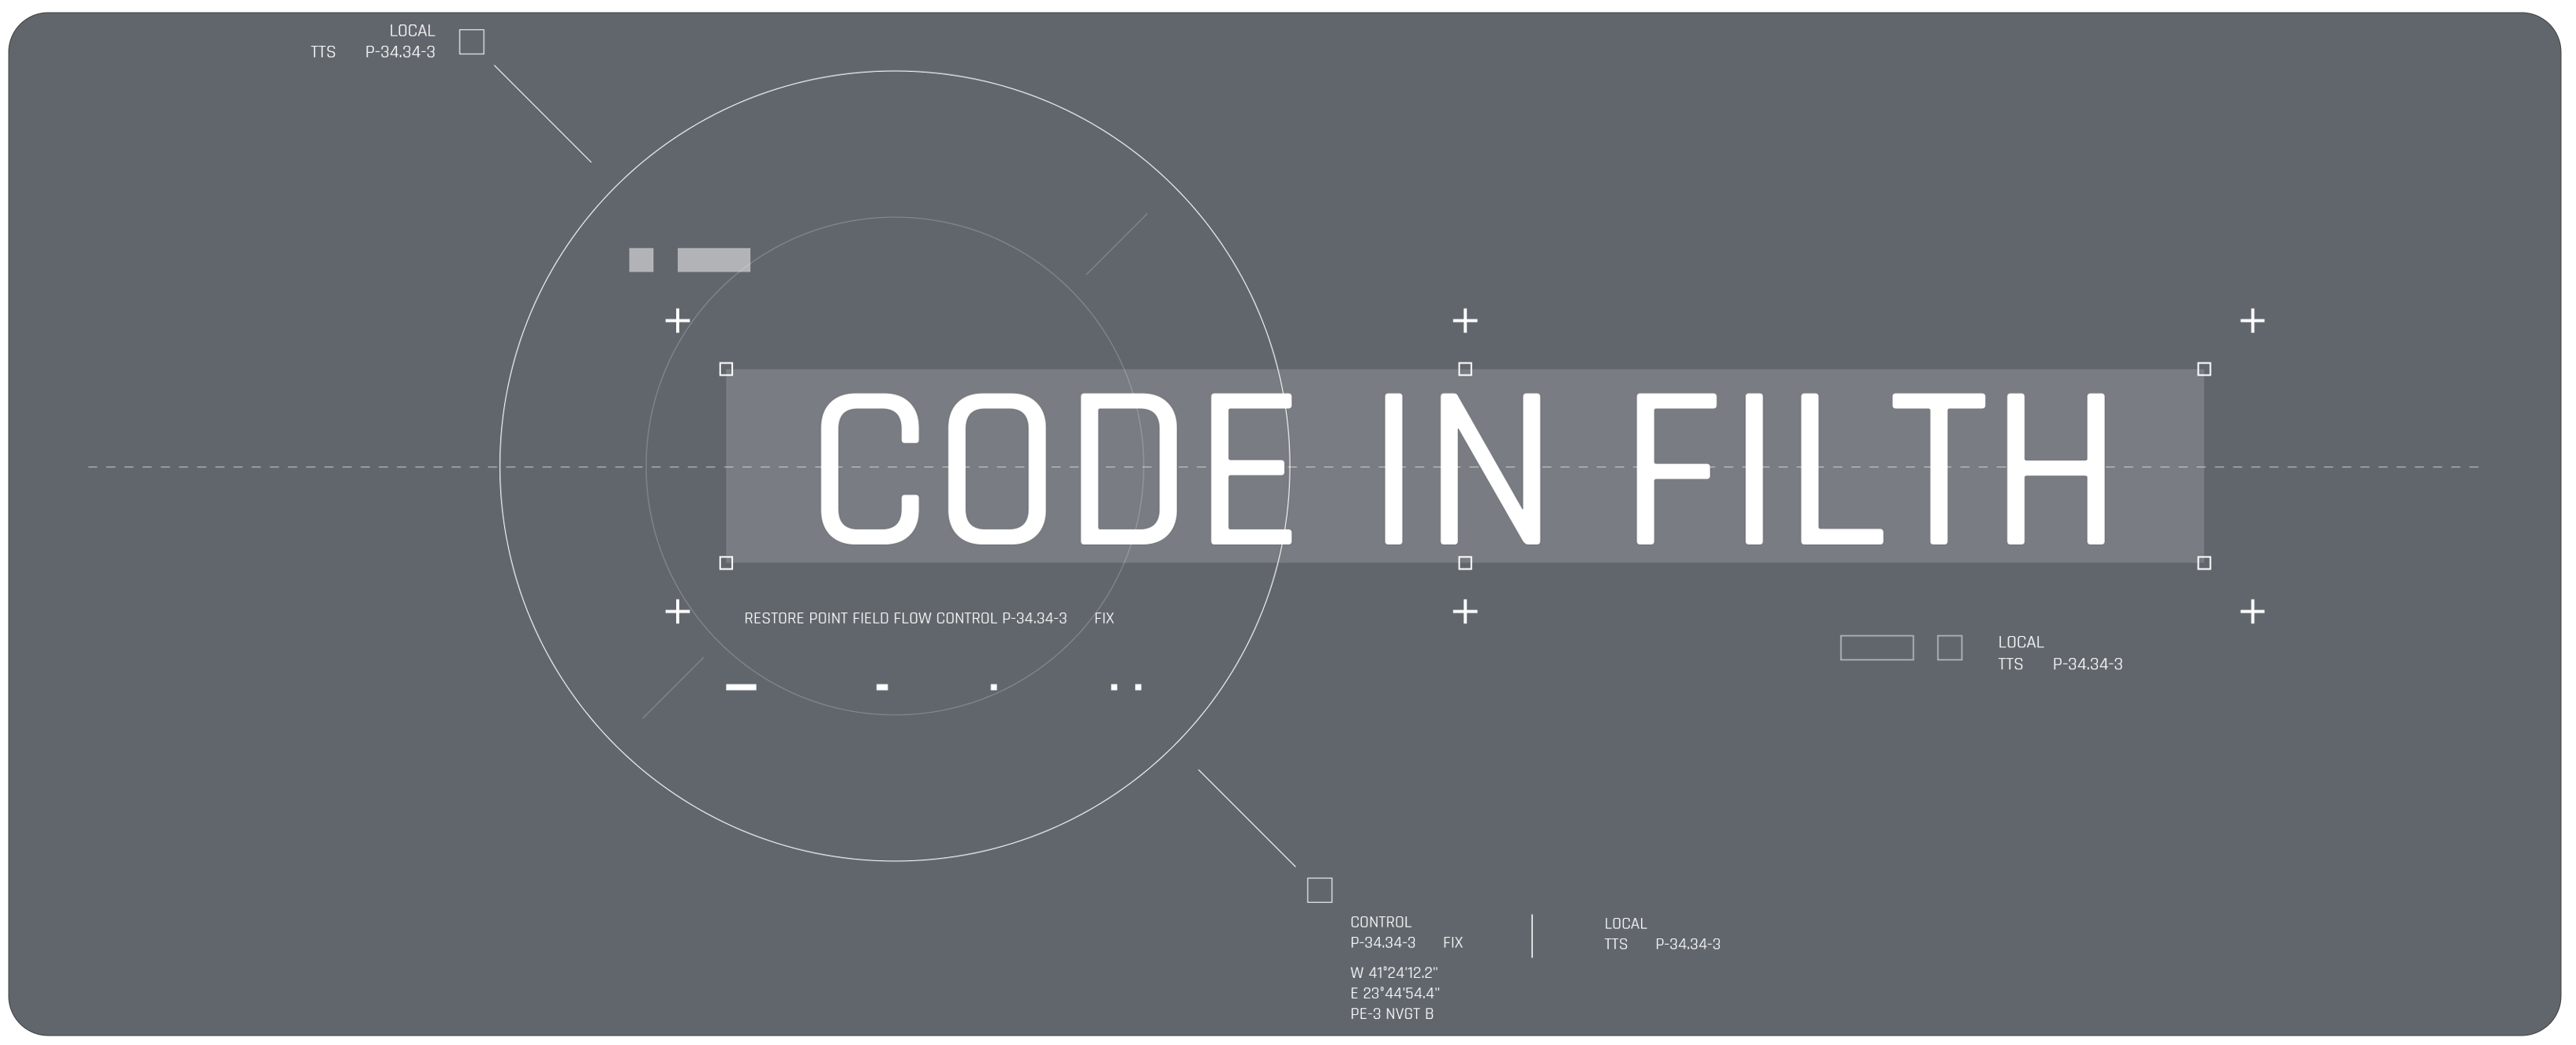 LOCAL
TTS P-34.34-3
CODE IN FILTH
RESTORE POINT FIELD FLOW CONTROL P-34.34-3 FIX
LOCAL
TTS P-34.34-3
CONTROL
P-34.34-3 FIX
W 41°24'12.2"
E 23°44'54.4"
PE-3 NVGT B
LOCAL
TTS P-34.34-3